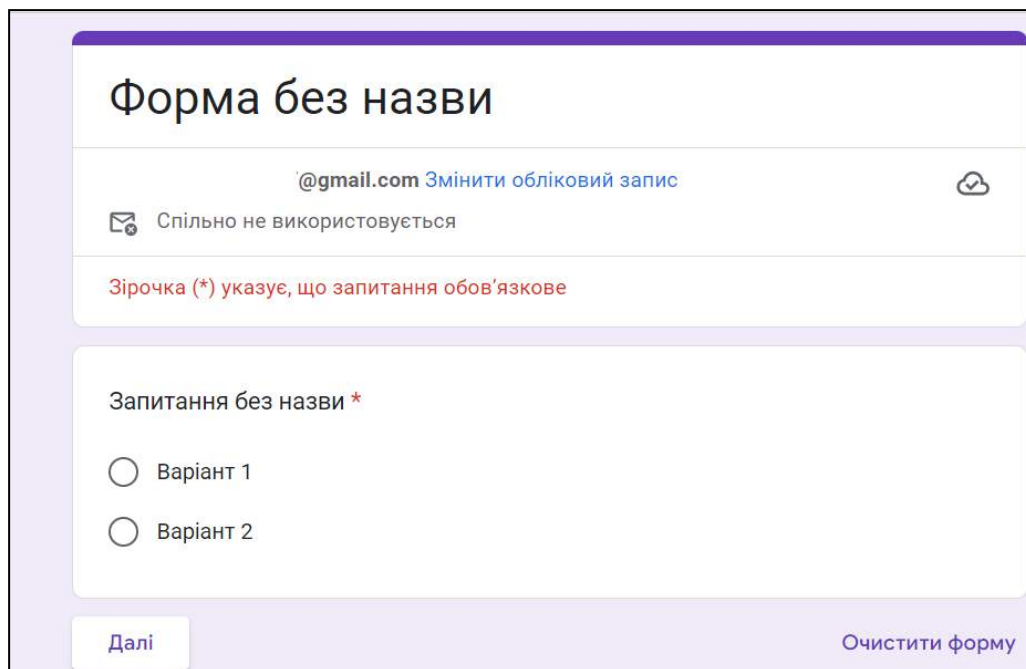 Форма без назви
@gmail.com Змінити обліковий запис
Спільно не використовується
Зірочка (*) указує, що запитання обов’язкове
Запитання без назви *
Варіант 1
Варіант 2
Далі
Очистити форму